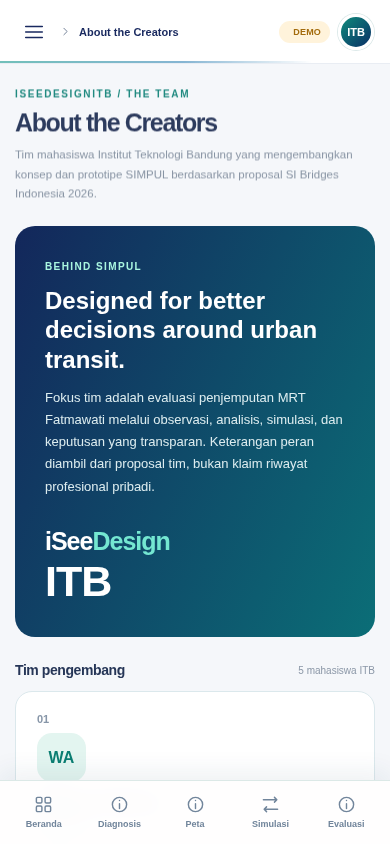 About the Creators
DEMO
ITB
ISEEDESIGNITB / THE TEAM
About the Creators
Tim mahasiswa Institut Teknologi Bandung yang mengembangkan
konsep dan prototipe SIMPUL berdasarkan proposal SI Bridges
Indonesia 2026.
BEHIND SIMPUL
Designed for better
decisions around urban
transit.
Fokus tim adalah evaluasi penjemputan MRT
Fatmawati melalui observasi, analisis, simulasi, dan
keputusan yang transparan. Keterangan peran
diambil dari proposal tim, bukan klaim riwayat
profesional pribadi.
iSeeDesign
ITB
Tim pengembang
5 mahasiswa ITB
01
WA
Beranda
Diagnosis
Peta
Simulasi
Evaluasi